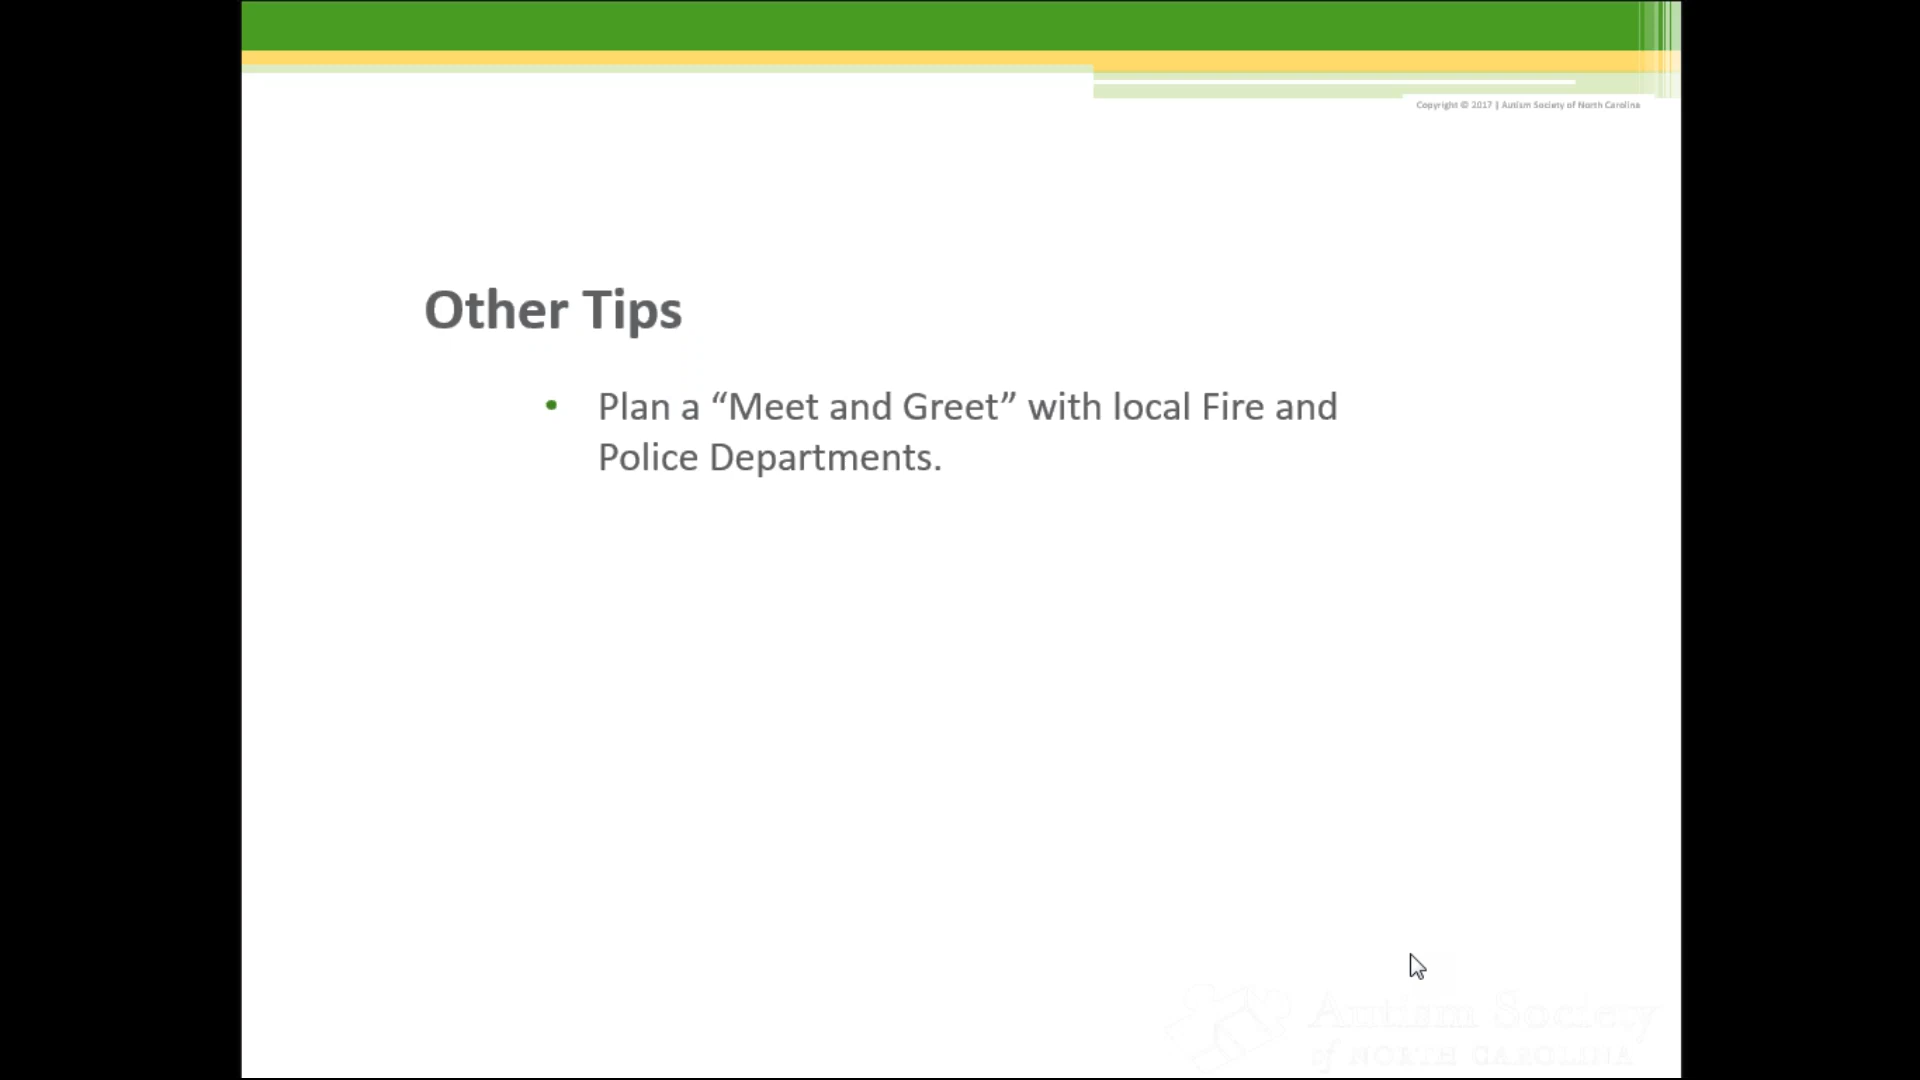 Copyright © 2017 | Autism Society of North Carolina
Other Tips
• Plan a “Meet and Greet” with local Fire and
Police Departments.
Autism Society
of NORTH CAROLINA